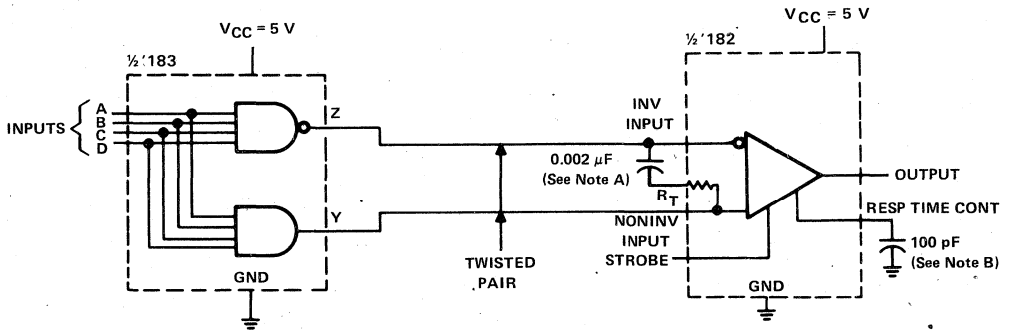 VCC = 5 V
½'183
INPUTS
A
B
C
D
Z
Y
GND
TWISTED
PAIR
VCC = 5 V
½'182
INV
INPUT
0.002 µF
(See Note A)
RT
NONINV
INPUT
STROBE
OUTPUT
RESP TIME CONT
100 pF
(See Note B)
GND